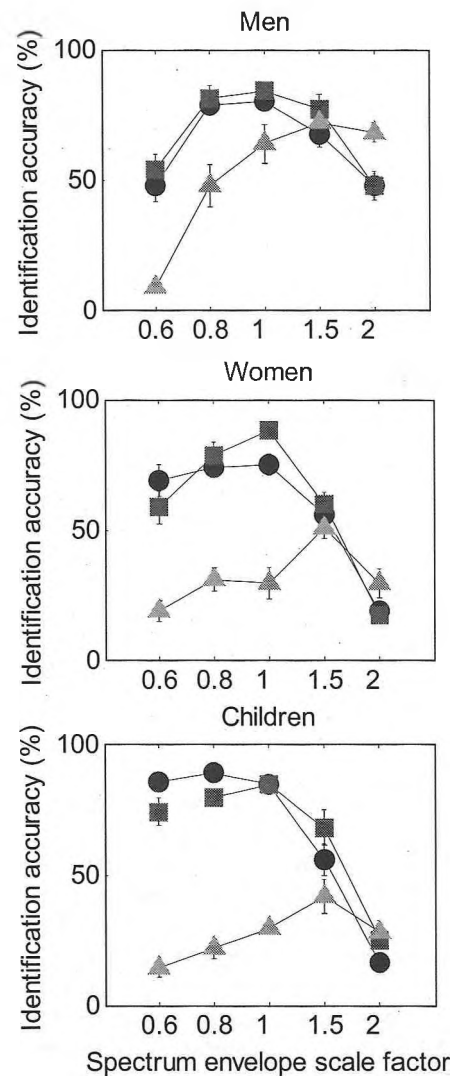 Men
Identification accuracy (%)
100
50
0
0.6 0.8 1 1.5 2
Women
Identification accuracy (%)
100
50
0
0.6 0.8 1 1.5 2
Children
Identification accuracy (%)
100
50
0
0.6 0.8 1 1.5 2
Spectrum envelope scale factor